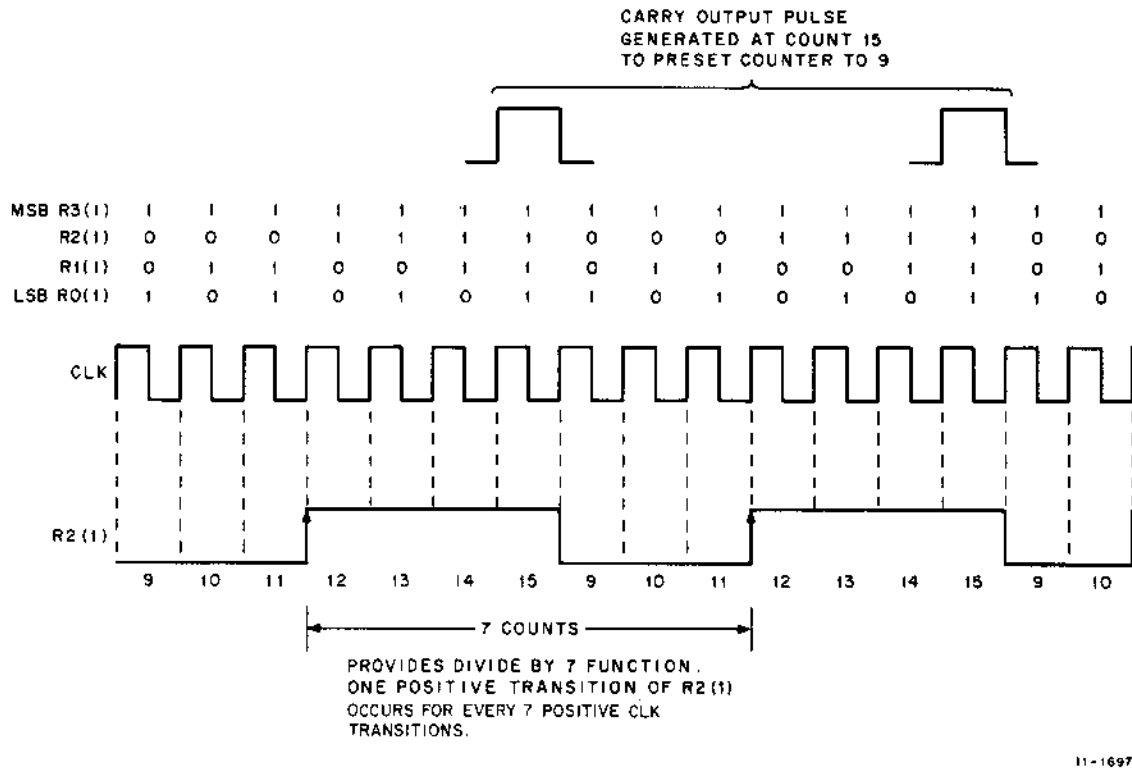 CARRY OUTPUT PULSE
GENERATED AT COUNT 15
TO PRESET COUNTER TO 9
MSB R3(1) 1 1 1 1 1 1 1 1 1 1 1 1 1 1 1 1
R2(1) 0 0 0 1 1 1 1 0 0 0 1 1 1 1 0 0
R1(1) 0 1 1 0 0 1 1 0 1 1 0 0 1 1 0 1
LSB R0(1) 1 0 1 0 1 0 1 1 0 1 0 1 0 1 1 0
CLK
R2(1)
9 10 11 12 13 14 15 9 10 11 12 13 14 15 9 10
7 COUNTS
PROVIDES DIVIDE BY 7 FUNCTION.
ONE POSITIVE TRANSITION OF R2(1)
OCCURS FOR EVERY 7 POSITIVE CLK
TRANSITIONS.
11-1697